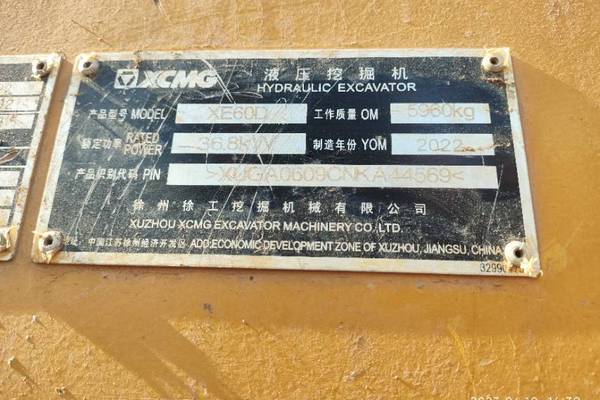 XCMG 液压挖掘机
HYDRAULIC EXCAVATOR
产品型号 MODEL XE60D 工作质量 OM 5960kg
额定功率 RATED POWER 36.8kW 制造年份 YOM 2022
产品识别代码 PIN >XUGA0609CNKA44569<
徐州徐工挖掘机械有限公司
XUZHOU XCMG EXCAVATOR MACHINERY CO.,LTD.
地址: 中国江苏徐州经济开发区 ADD:ECONOMIC DEVELOPMENT ZONE OF XUZHOU, JIANGSU, CHINA